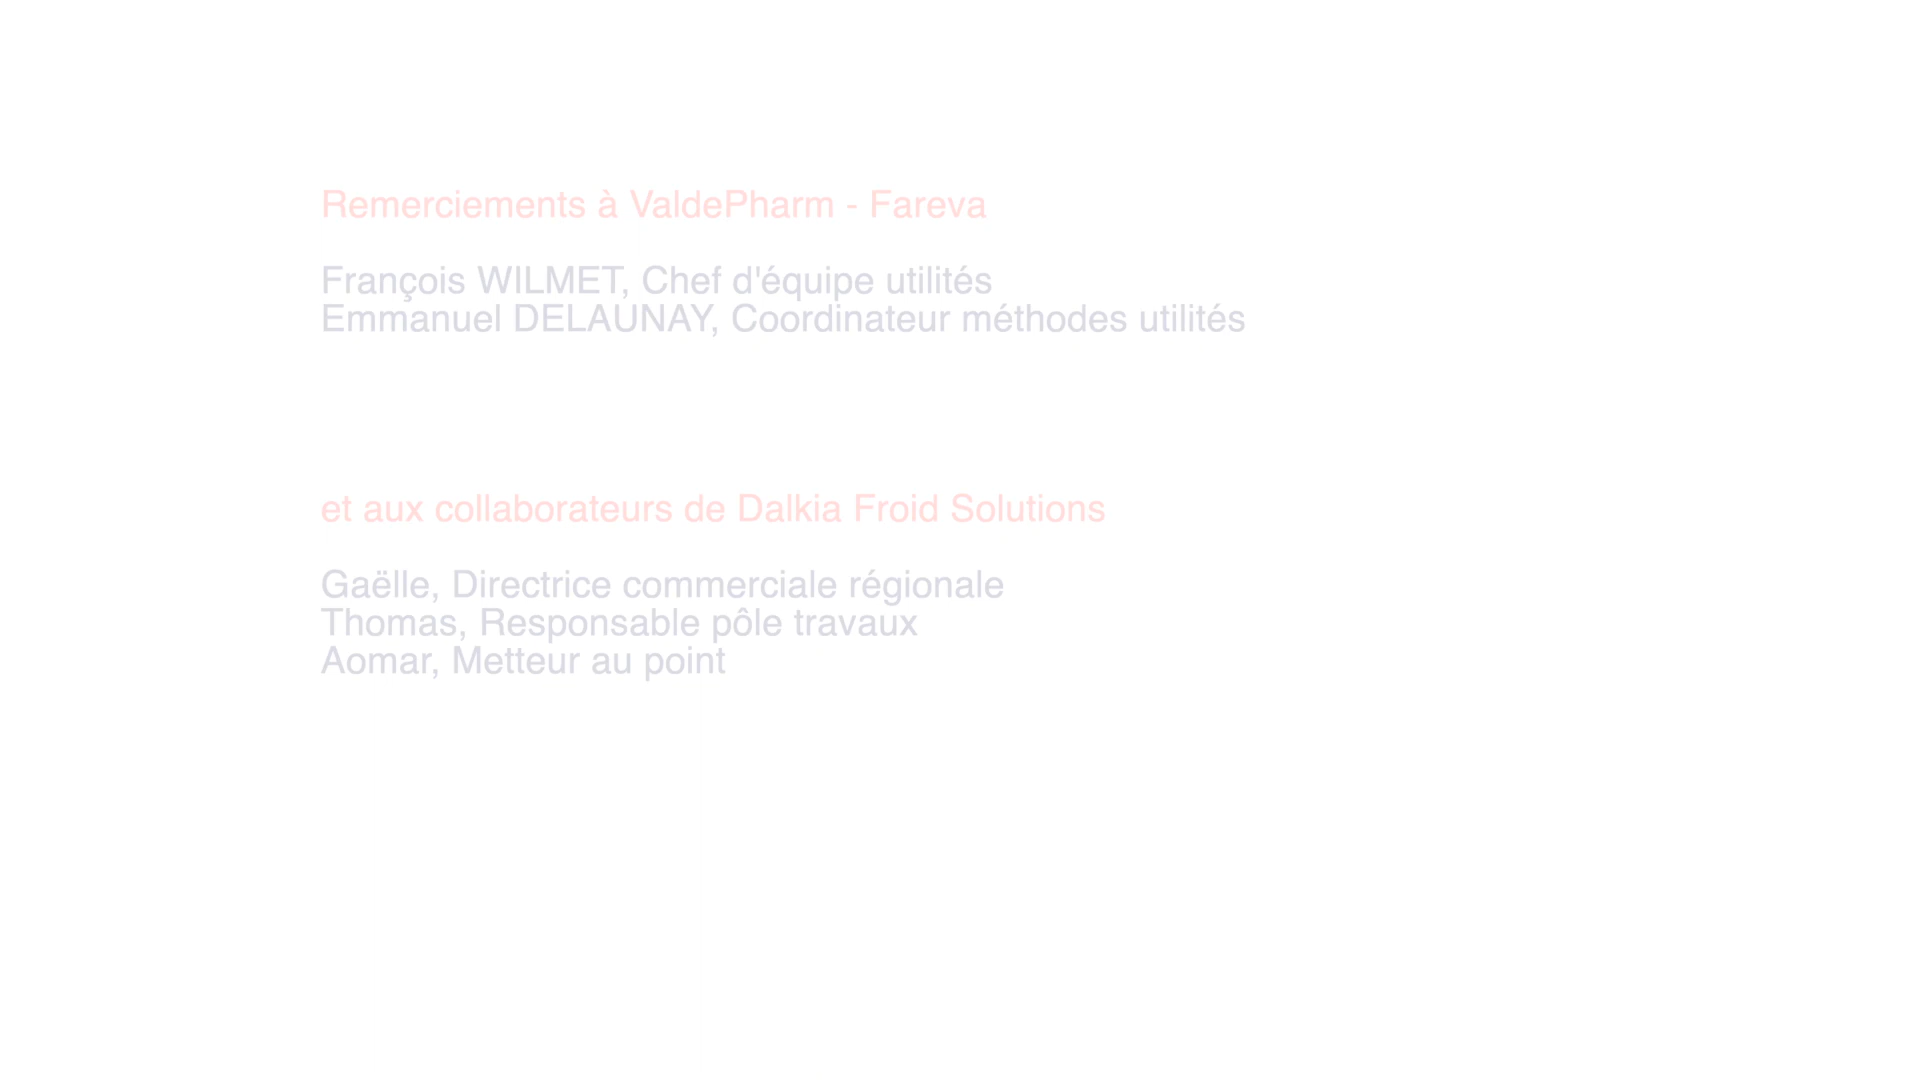 Remerciements à ValdePharm - Fareva
François WILMET, Chef d'équipe utilités
Emmanuel DELAUNAY, Coordinateur méthodes utilités
et aux collaborateurs de Dalkia Froid Solutions
Gaëlle, Directrice commerciale régionale
Thomas, Responsable pôle travaux
Aomar, Metteur au point